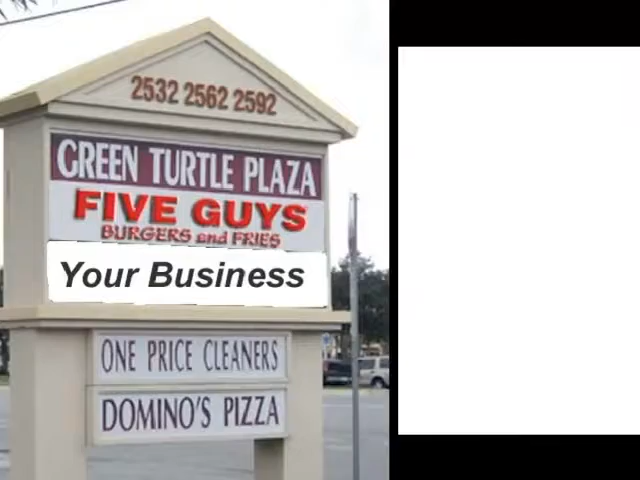 2532 2562 2592
GREEN TURTLE PLAZA
FIVE GUYS
BURGERS and FRIES
Your Business
ONE PRICE CLEANERS
DOMINO'S PIZZA